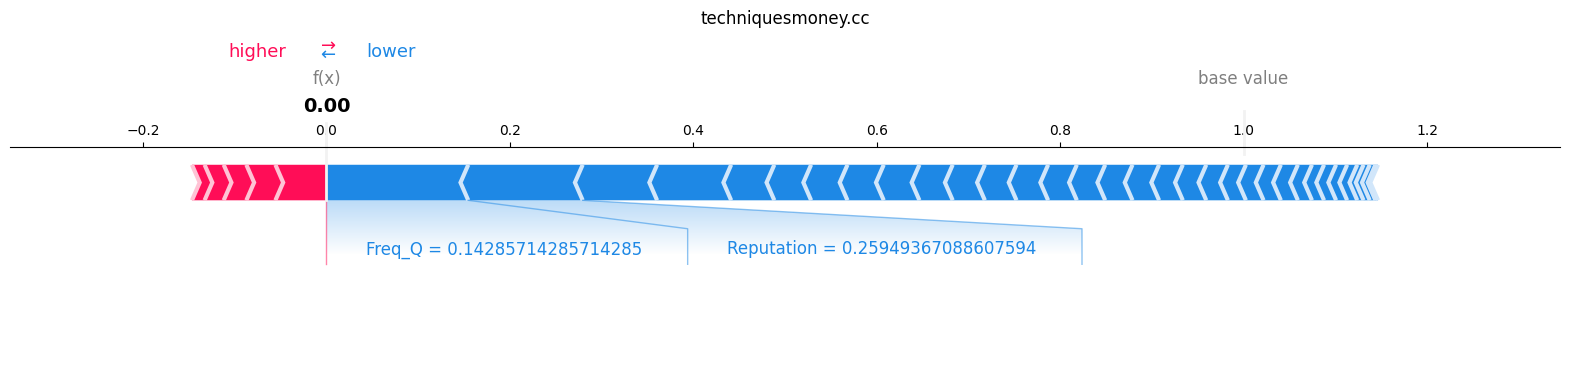 techniquesmoney.cc
higher ⇄ lower
f(x)
base value
0.00
−0.2 0.0 0.2 0.4 0.6 0.8 1.0 1.2
Freq_Q = 0.14285714285714285
Reputation = 0.25949367088607594